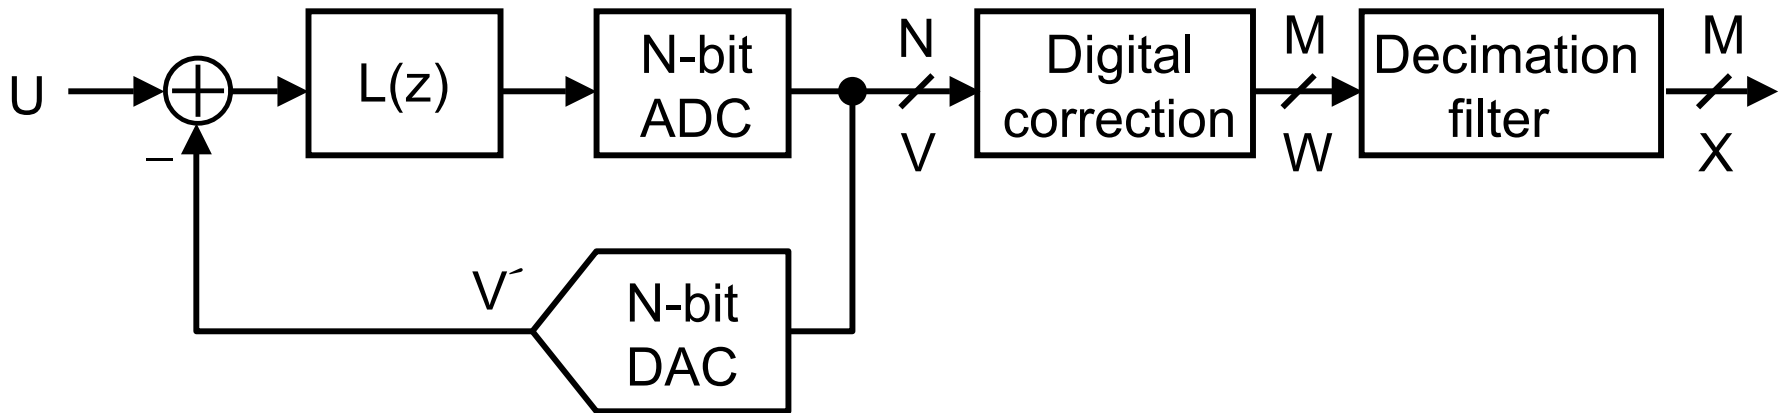 U
−
L(z)
N-bit
ADC
N
V
Digital
correction
M
W
Decimation
filter
M
X
V´
N-bit
DAC